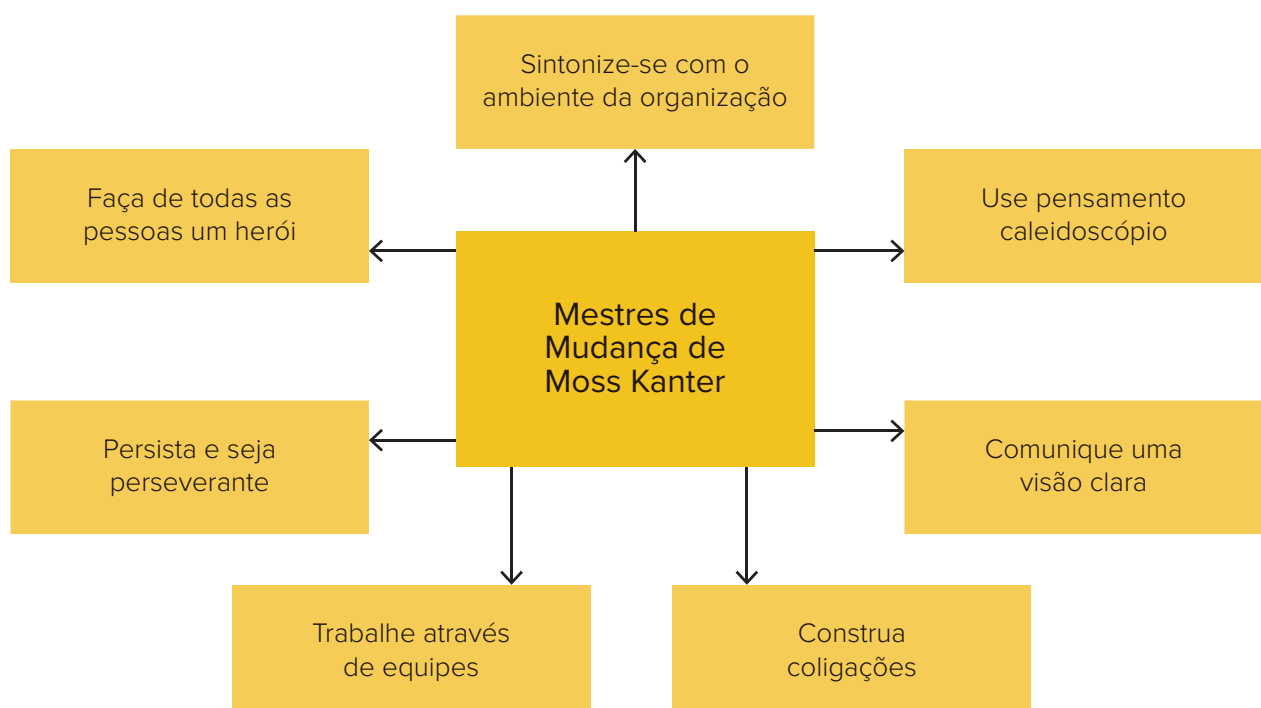 Sintonize-se com o
ambiente da organização
Faça de todas as
pessoas um herói
Use pensamento
caleidoscópio
Mestres de
Mudança de
Moss Kanter
Persista e seja
perseverante
Comunique uma
visão clara
Trabalhe através
de equipes
Construa
coligações